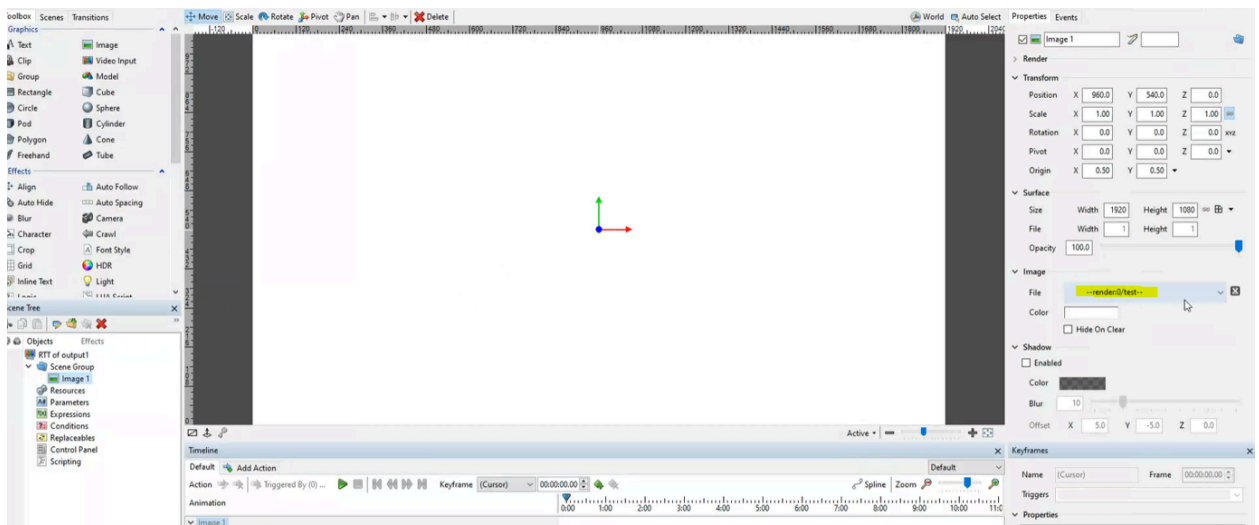 Toolbox Scenes Transitions
Move Scale Rotate Pivot Pan Delete
World Auto Select
Properties Events
Graphics
Text Image
Clip Video Input
Group Model
Rectangle Cube
Circle Sphere
Pod Cylinder
Polygon Cone
Freehand Tube
Effects
Align Auto Follow
Auto Hide Auto Spacing
Blur Camera
Character Crawl
Crop Font Style
Grid HDR
Inline Text Light
Logic LUA Script
Scene Tree
Objects Effects
RTT of output1
Scene Group
Image 1
Resources
Parameters
Expressions
Conditions
Replaceables
Control Panel
Scripting
Active
Timeline
Default Add Action
Default
Action Triggered By (0) ... Keyframe (Cursor) 00:00:00.00 Spline Zoom
Animation
0:00 1:00 2:00 3:00 4:00 5:00 6:00 7:00 8:00 9:00 10:00 11:0
Image 1
Image 1
Render
Transform
Position X 960.0 Y 540.0 Z 0.0
Scale X 1.00 Y 1.00 Z 1.00
Rotation X 0.0 Y 0.0 Z 0.0 xyz
Pivot X 0.0 Y 0.0 Z 0.0
Origin X 0.50 Y 0.50
Surface
Size Width 1920 Height 1080
File Width 1 Height 1
Opacity 100.0
Image
File --render:0/test--
Color
Hide On Clear
Shadow
Enabled
Color
Blur 10
Offset X 5.0 Y -5.0 Z 0.0
Keyframes
Name (Cursor) Frame 00:00:00.00
Triggers
Properties